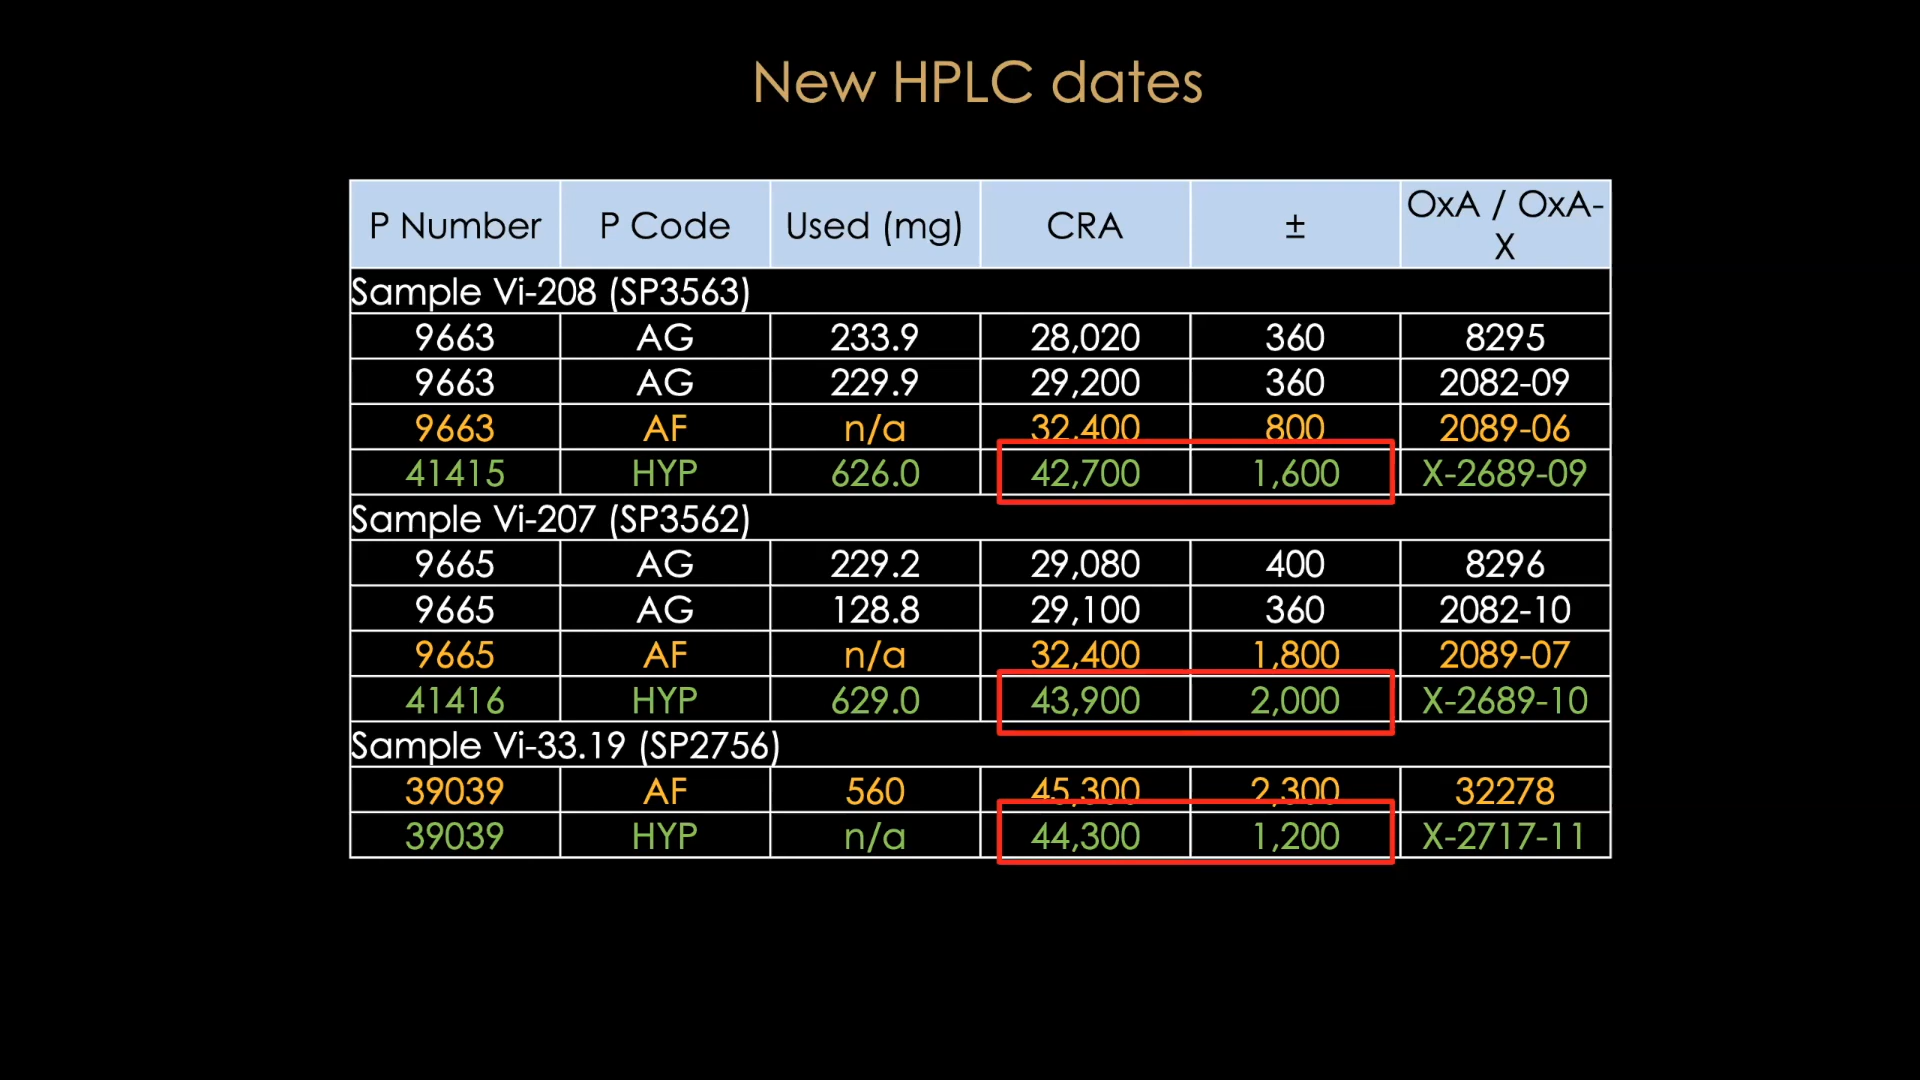 New HPLC dates
P Number P Code Used (mg) CRA ± OxA / OxA-
X
Sample Vi-208 (SP3563)
9663 AG 233.9 28,020 360 8295
9663 AG 229.9 29,200 360 2082-09
9663 AF n/a 32,400 800 2089-06
41415 HYP 626.0 42,700 1,600 X-2689-09
Sample Vi-207 (SP3562)
9665 AG 229.2 29,080 400 8296
9665 AG 128.8 29,100 360 2082-10
9665 AF n/a 32,400 1,800 2089-07
41416 HYP 629.0 43,900 2,000 X-2689-10
Sample Vi-33.19 (SP2756)
39039 AF 560 45,300 2,300 32278
39039 HYP n/a 44,300 1,200 X-2717-11